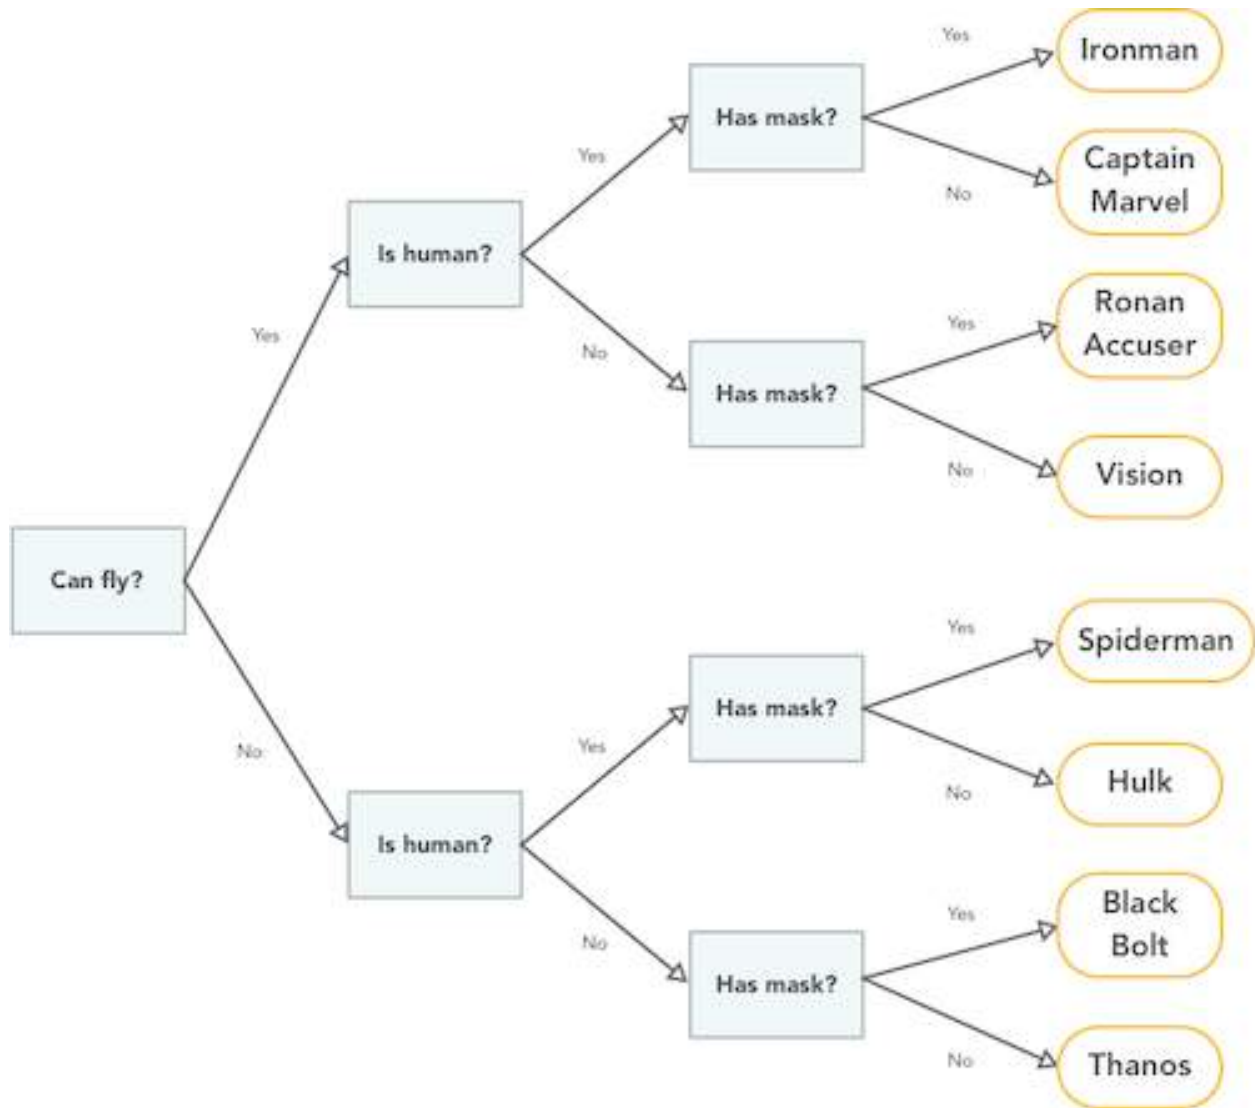 Yes
Ironman
Has mask?
Yes
No
Captain
Marvel
Is human?
Yes
No
Has mask?
Yes
Ronan
Accuser
No
Vision
Can fly?
Yes
Spiderman
No
Yes
Has mask?
No
Hulk
Is human?
No
Has mask?
Yes
Black
Bolt
No
Thanos